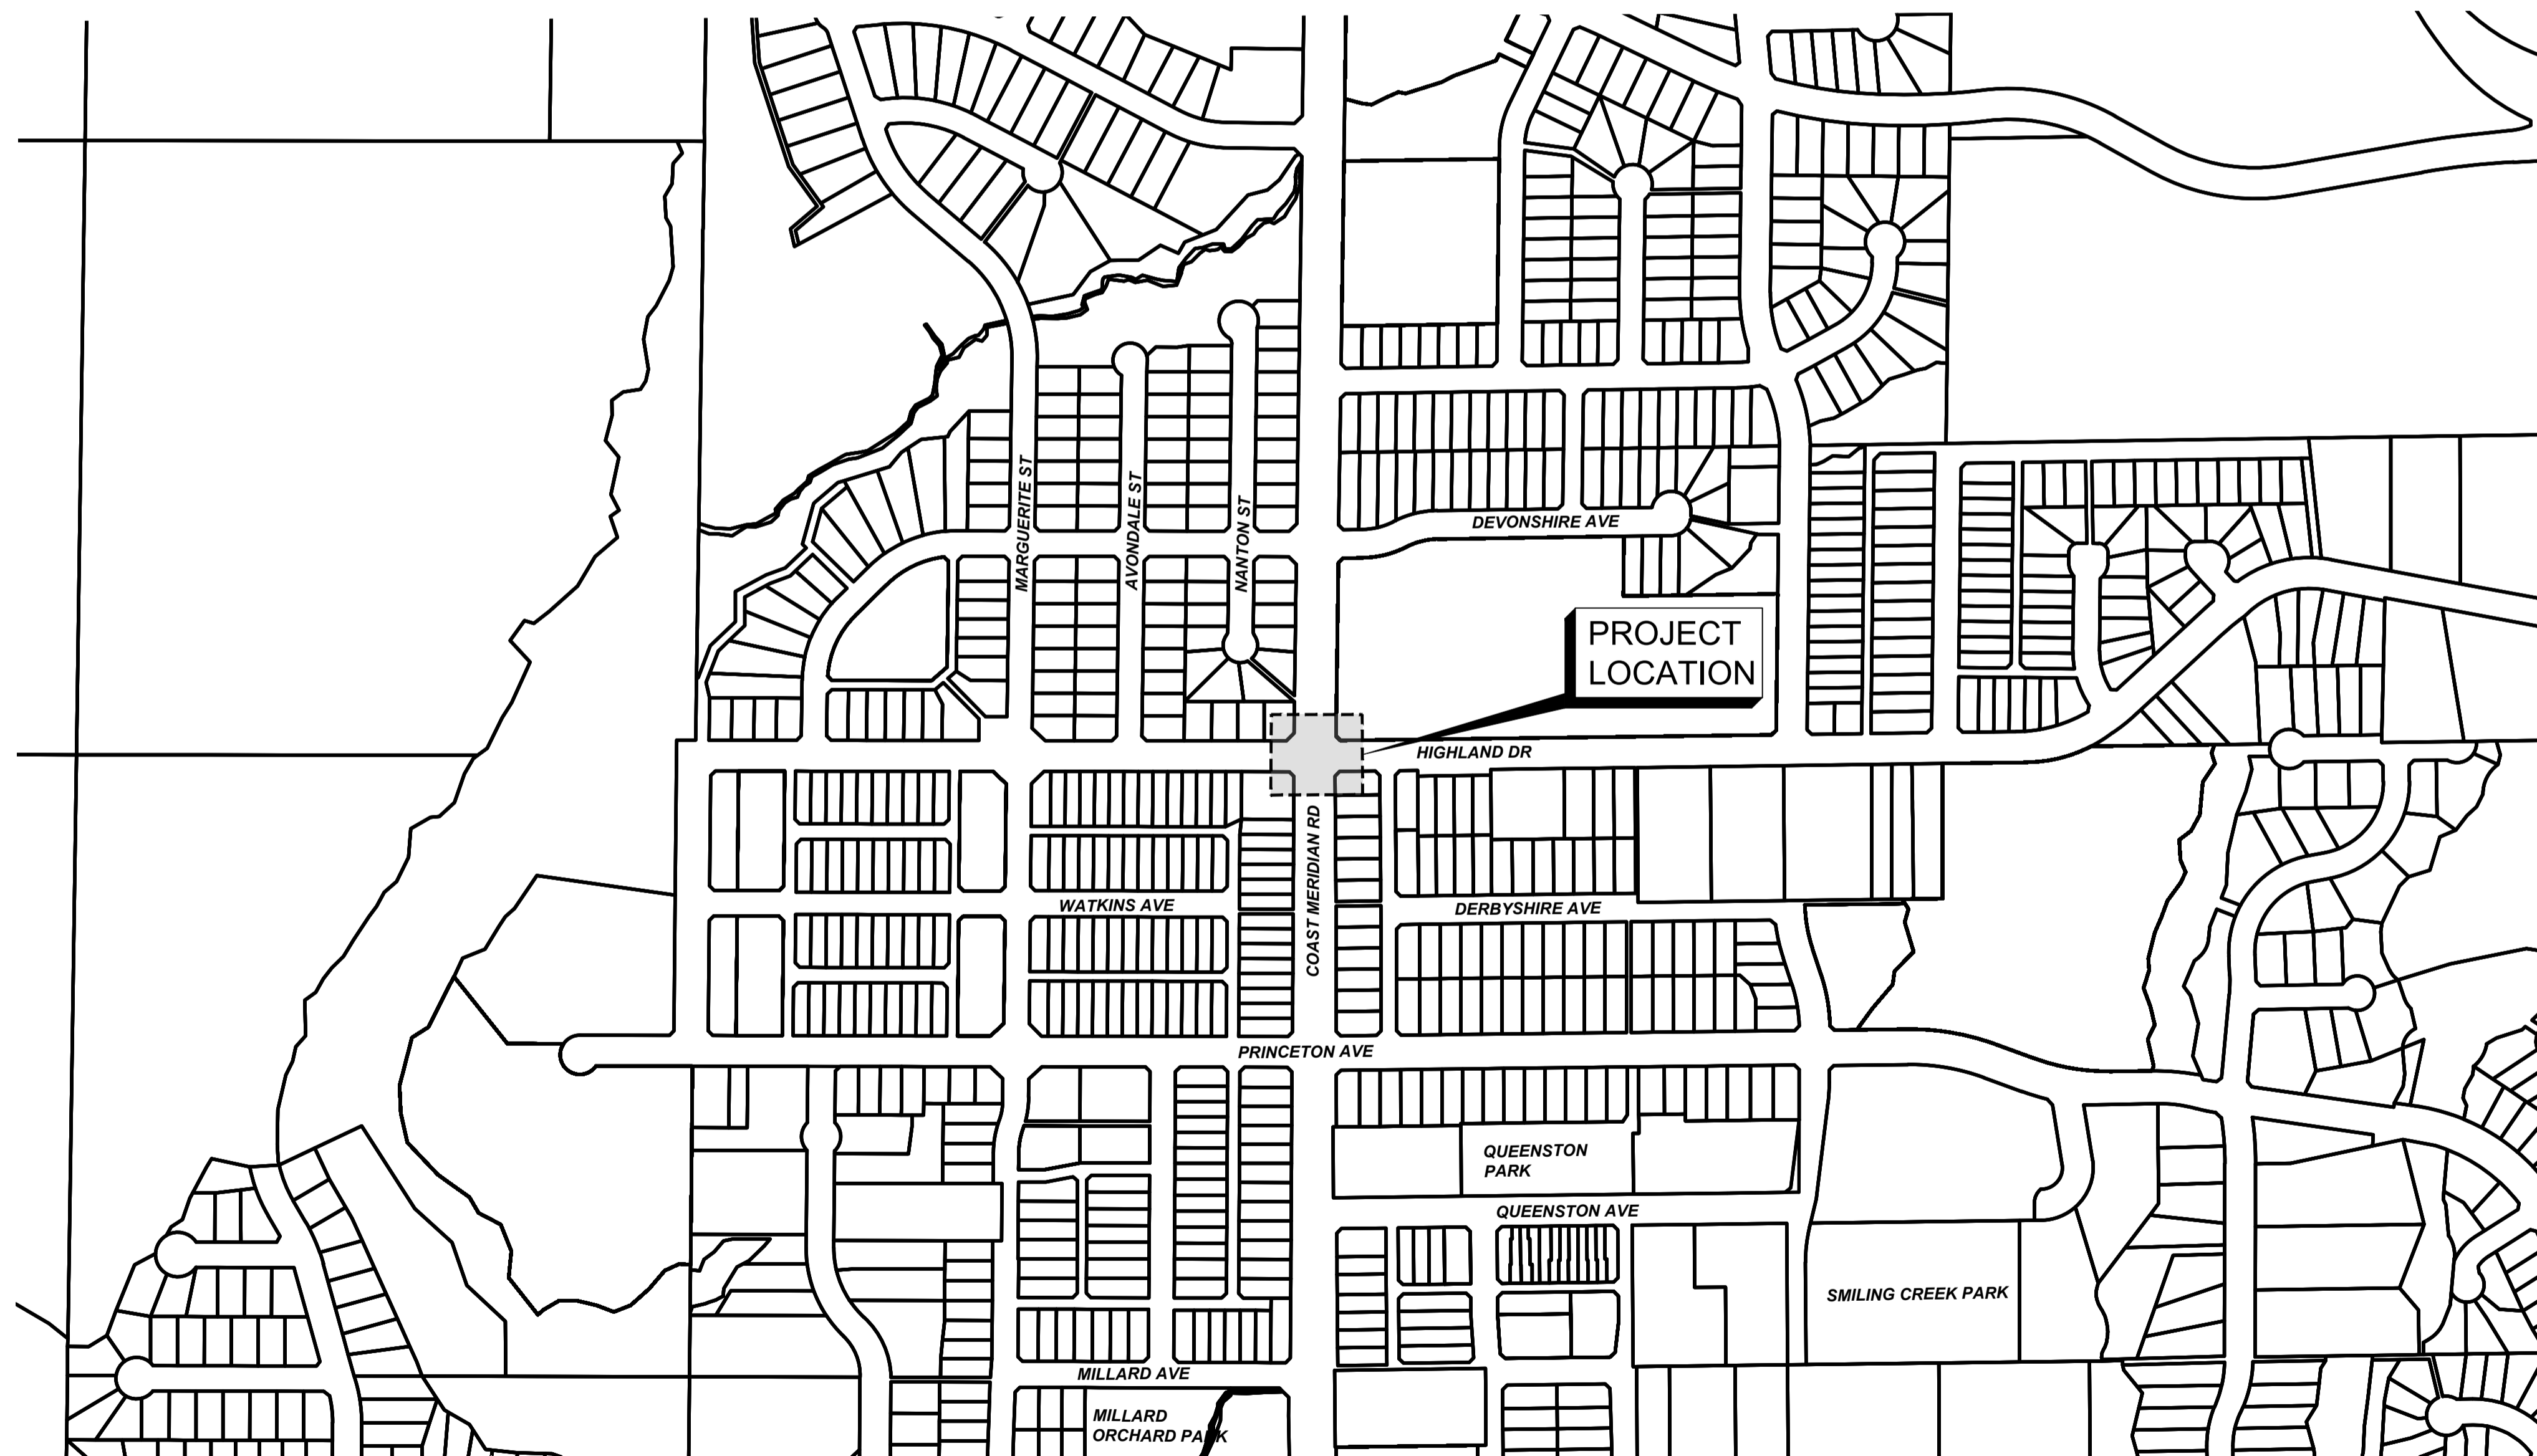 MARGUERITE ST
AVONDALE ST
NANTON ST
DEVONSHIRE AVE
PROJECT
LOCATION
HIGHLAND DR
COAST MERIDIAN RD
WATKINS AVE
DERBYSHIRE AVE
PRINCETON AVE
QUEENSTON
PARK
QUEENSTON AVE
SMILING CREEK PARK
MILLARD AVE
MILLARD
ORCHARD PARK